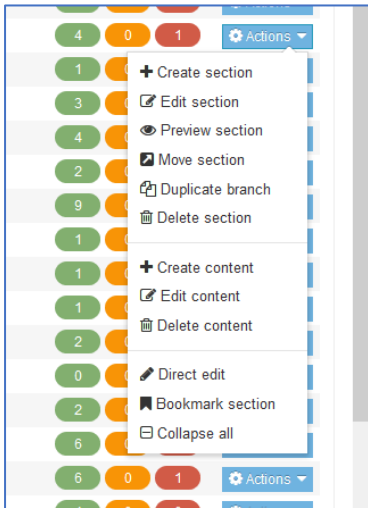 4 0 1 Actions
1
Create section
3
Edit section
4
Preview section
2
Move section
9
Duplicate branch
1
Delete section
1
Create content
1
Edit content
2
Delete content
0
Direct edit
2
Bookmark section
6
Collapse all
6 0 1 Actions